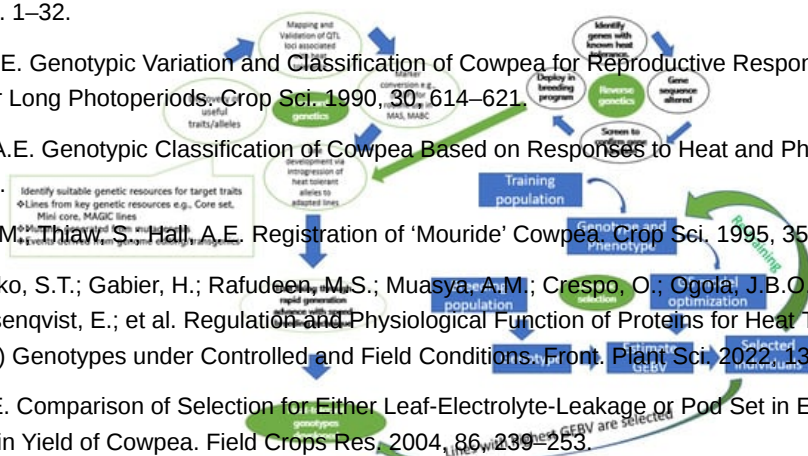 . 1–32.
E. Genotypic Variation and Classification of Cowpea for Reproductive Respon
r Long Photoperiods. Crop Sci. 1990, 30, 614–621.
A.E. Genotypic Classification of Cowpea Based on Responses to Heat and Ph
.
M.; Thiaw, S.; Hall, A.E. Registration of ‘Mouride’ Cowpea. Crop Sci. 1995, 35
ko, S.T.; Gabier, H.; Rafudeen, M.S.; Muasya, A.M.; Crespo, O.; Ogola, J.B.O.
senqvist, E.; et al. Regulation and Physiological Function of Proteins for Heat T
) Genotypes under Controlled and Field Conditions. Front. Plant Sci. 2022, 13
E. Comparison of Selection for Either Leaf-Electrolyte-Leakage or Pod Set in E
in Yield of Cowpea. Field Crops Res. 2004, 86, 239–253.
Mapping and
Validation of QTL
loci associated
Marker
conversion e.g.,
MAS, MABC
useful
traits/alleles
genetics
development via
introgression of
heat tolerant
alleles to
adapted lines
Identify suitable genetic resources for target traits
❖Lines from key genetic resources e.g., Core set,
Mini core, MAGIC lines
rapid generation
advance with speed
Identify
genes with
known heat
tolerance
Gene
sequence
altered
Screen to
Deploy in
breeding
program
Reverse
genetics
Training
population
Genotype and
Phenotype
optimization
selection
population
Estimate
GEBV
Selected
individuals
Retraining
Lines with highest GEBV are selected